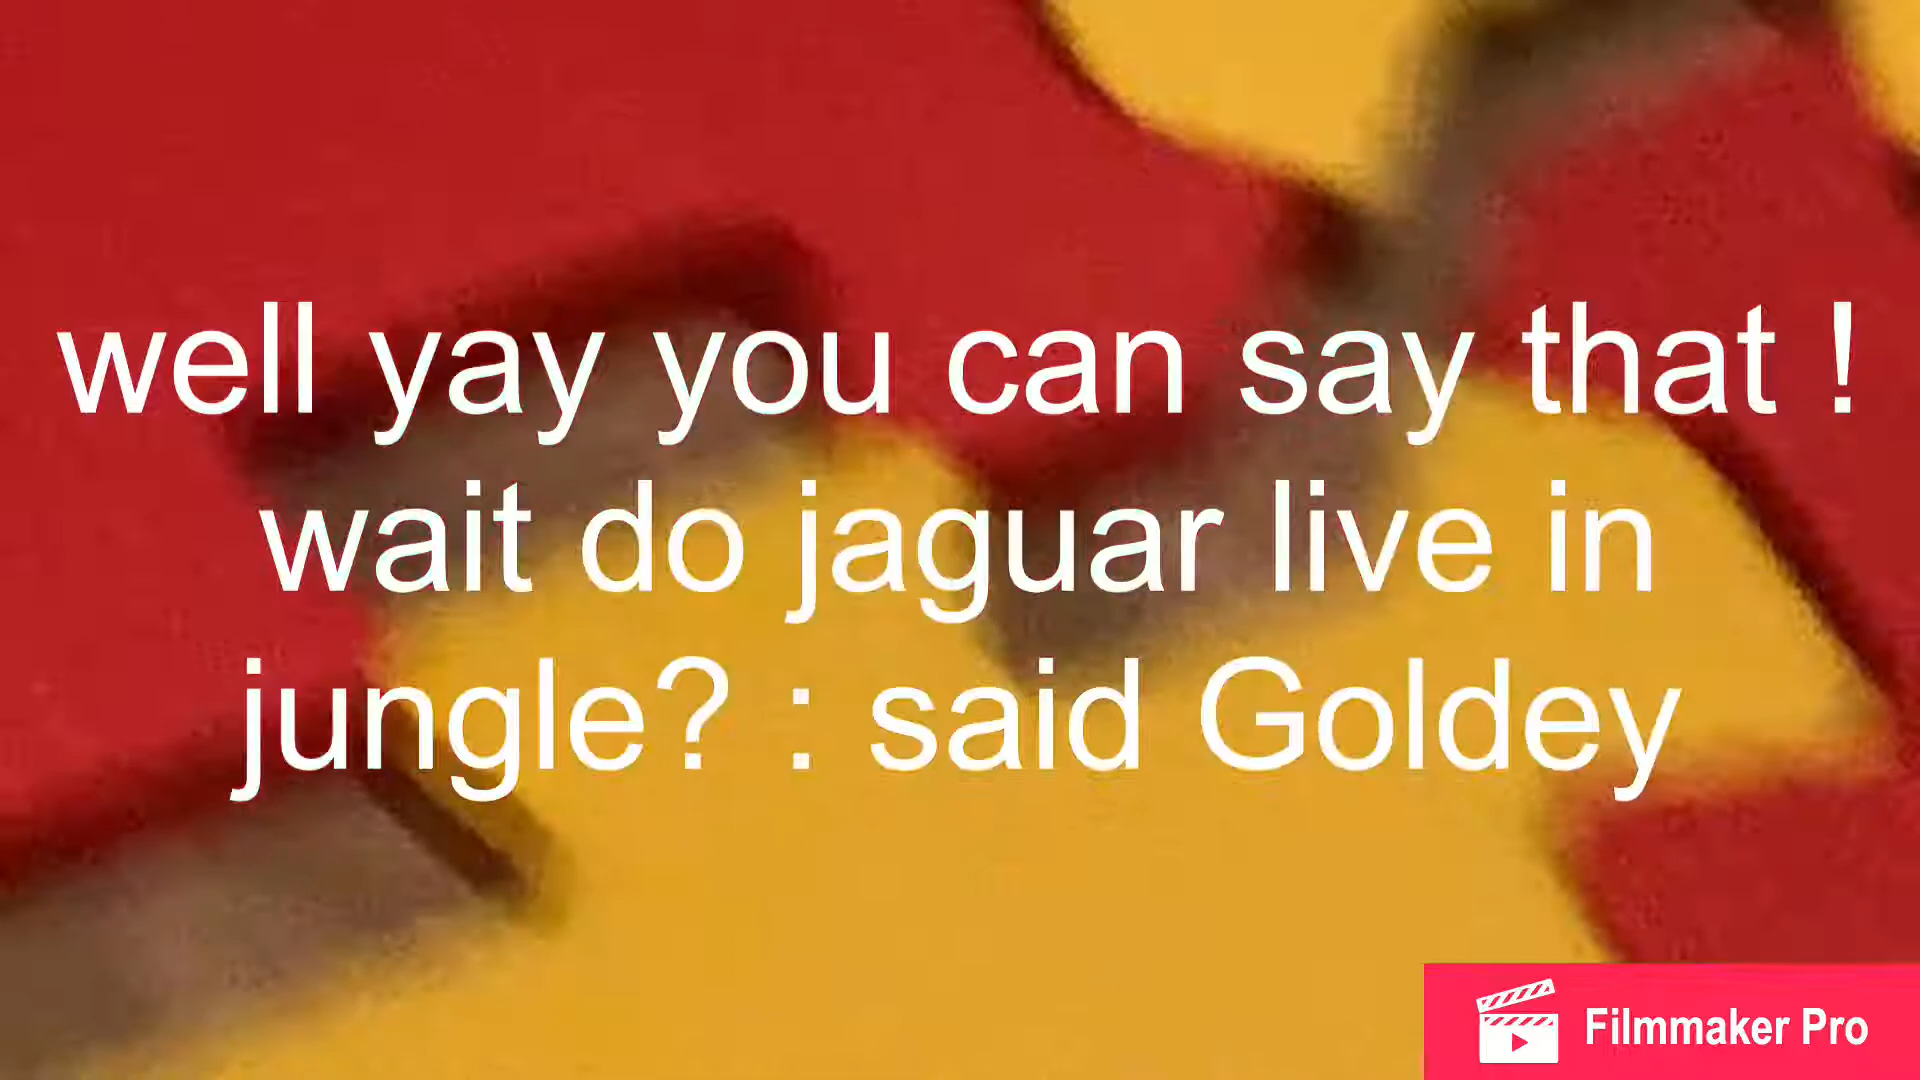 well yay you can say that !
wait do jaguar live in
jungle? : said Goldey
Filmmaker Pro